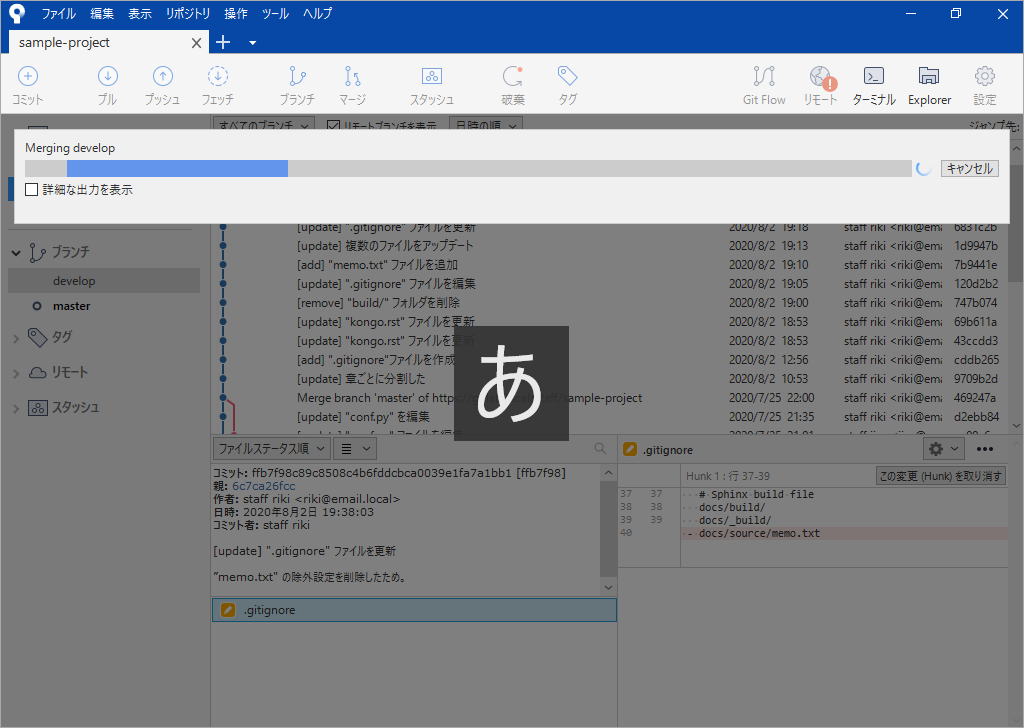 ファイル 編集 表示 リポジトリ 操作 ツール ヘルプ
sample-project
コミット プル プッシュ フェッチ ブランチ マージ スタッシュ 破棄 タグ Git Flow リモート ターミナル Explorer 設定
すべてのブランチ リモートブランチを表示 日時の順 ジャンプ先:
Merging develop
キャンセル
詳細な出力を表示
[update] ".gitignore" ファイルを更新 2020/8/2 19:18 staff riki <riki@ema 6831c2b
[update] 複数のファイルをアップデート 2020/8/2 19:13 staff riki <riki@ema 1d9947b
[add] "memo.txt" ファイルを追加 2020/8/2 19:10 staff riki <riki@ema 7b9441e
[update] ".gitignore" ファイルを編集 2020/8/2 19:05 staff riki <riki@ema 120d2b2
[remove] "build/" フォルダを削除 2020/8/2 19:00 staff riki <riki@ema 747b074
[update] "kongo.rst" ファイルを更新 2020/8/2 18:53 staff riki <riki@ema 69b611a
[update] "kongo.rst" ファイルを更新 2020/8/2 18:53 staff riki <riki@ema 43ccdd3
[add] ".gitignore"ファイルを作成 2020/8/2 12:56 staff riki <riki@ema cddb265
[update] 章ごとに分割した 2020/8/2 10:53 staff riki <riki@ema 9709b2d
Merge branch 'master' of https://
/sample-project 2020/7/25 22:00 staff riki <riki@ema 469247a
[update] "conf.py" を編集 2020/7/25 21:35 staff riki <riki@ema d2ebb84
ブランチ
develop
master
タグ
リモート
スタッシュ
あ
ファイルステータス順
コミット: ffb7f98c89c8508c4b6fddcbca0039e1fa7a1bb1 [ffb7f98]
親: 6c7ca26fcc
作者: staff riki <riki@email.local>
日時: 2020年8月2日 19:38:03
コミット者: staff riki
[update] ".gitignore" ファイルを更新
"memo.txt" の除外設定を削除したため。
.gitignore
.gitignore
Hunk 1 : 行 37-39 この変更 (Hunk) を取り消す
37 37 # Sphinx build file
38 38 docs/build/
39 39 docs/_build/
40 - docs/source/memo.txt